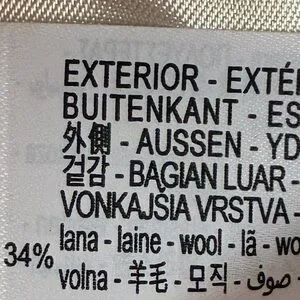 EXTERIOR - EXTÉ
BUITENKANT - ES
外側 - AUSSEN - YD
겉감 - BAGIAN LUAR -
VONKAJŠIA VRSTVA -
34% lana - laine - wool - lã - wo
volna - 羊毛 - 모직 - صوف -